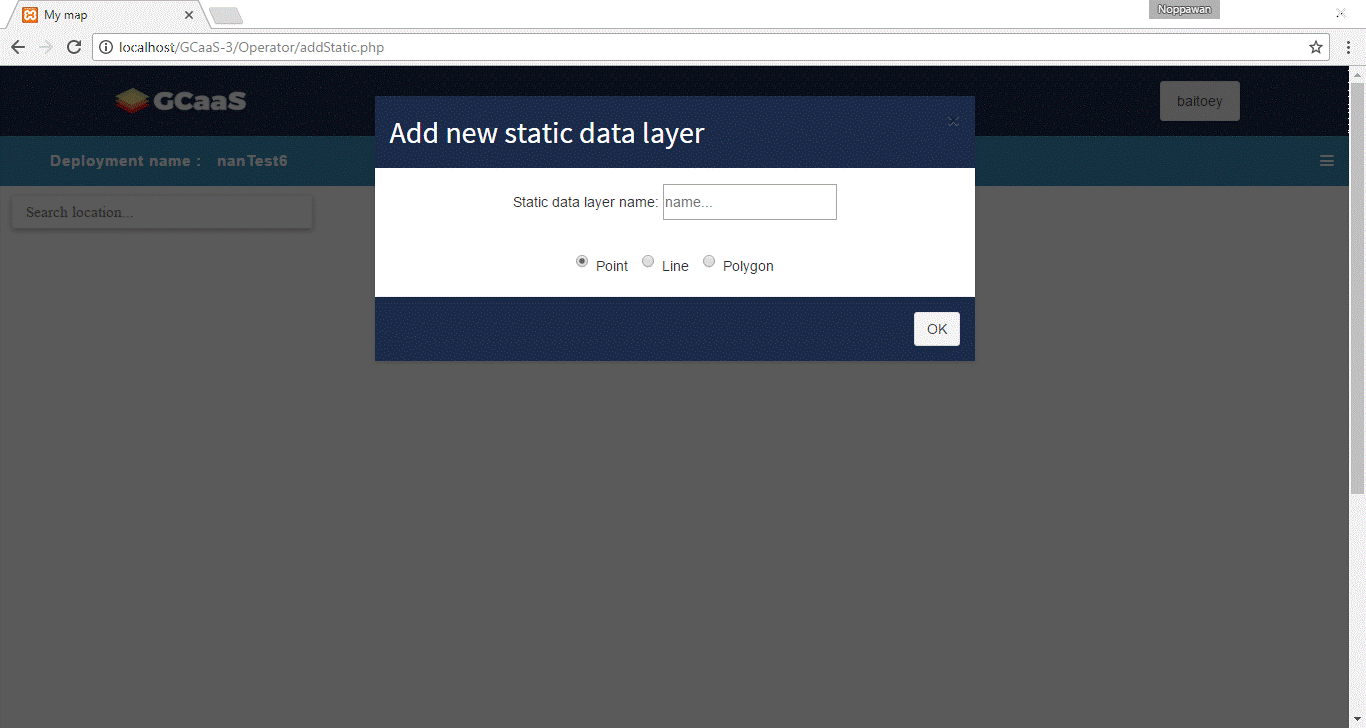 My map
Noppawan
localhost/GCaaS-3/Operator/addStatic.php
GCaaS
baitoey
Add new static data layer
Deployment name : nanTest6
Search location...
Static data layer name: name...
Point Line Polygon
OK